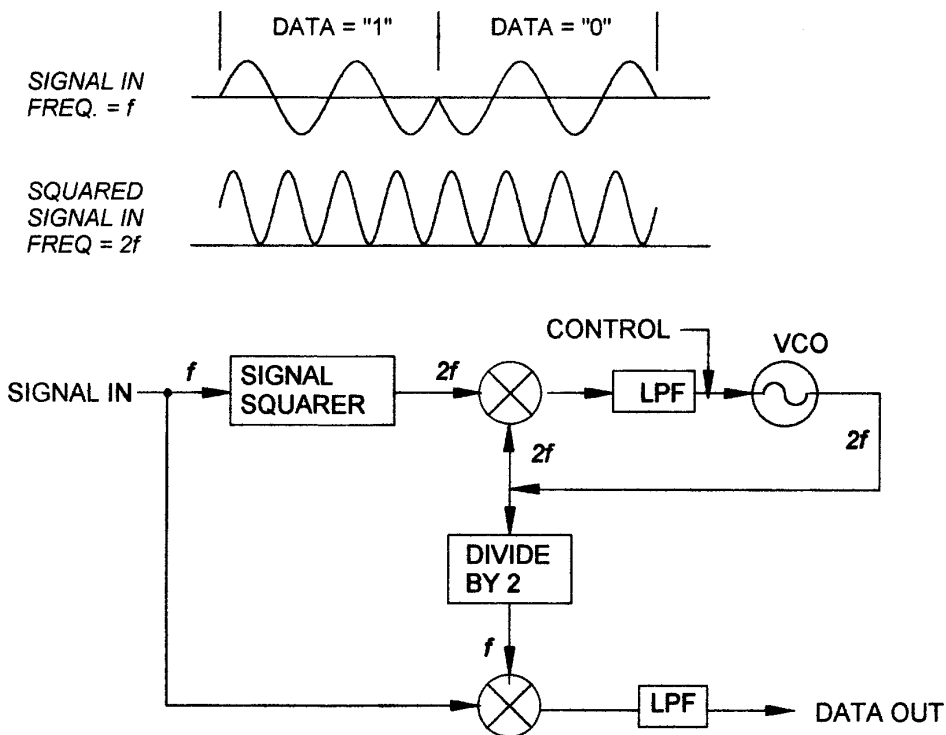 DATA = "1"
DATA = "0"
SIGNAL IN
FREQ. = f
SQUARED
SIGNAL IN
FREQ = 2f
CONTROL
VCO
SIGNAL IN
f
SIGNAL
SQUARER
2f
LPF
2f
2f
DIVIDE
BY 2
f
LPF
DATA OUT